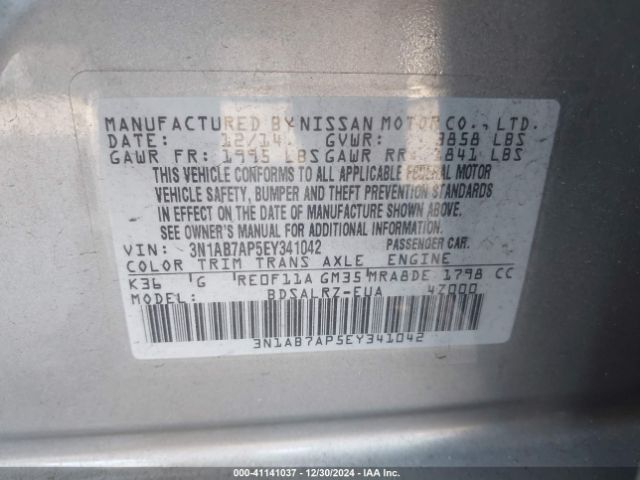 MANUFACTURED BY NISSAN MOTOR CO., LTD.
DATE: 12/14 GVWR: 3858 LBS
GAWR FR: 1995 LBS GAWR RR: 1841 LBS
THIS VEHICLE CONFORMS TO ALL APPLICABLE FEDERAL MOTOR
VEHICLE SAFETY, BUMPER AND THEFT PREVENTION STANDARDS
IN EFFECT ON THE DATE OF MANUFACTURE SHOWN ABOVE.
SEE OWNER'S MANUAL FOR ADDITIONAL INFORMATION.
VIN: 3N1AB7AP5EY341042 PASSENGER CAR.
COLOR TRIM TRANS AXLE ENGINE
K36 G RE0F11A GM35 MRA8DE 1798 CC
MODEL: BDSALRZ-EUA 4Z000
3N1AB7AP5EY341042
000-41141037 - 12/30/2024 - IAA Inc.